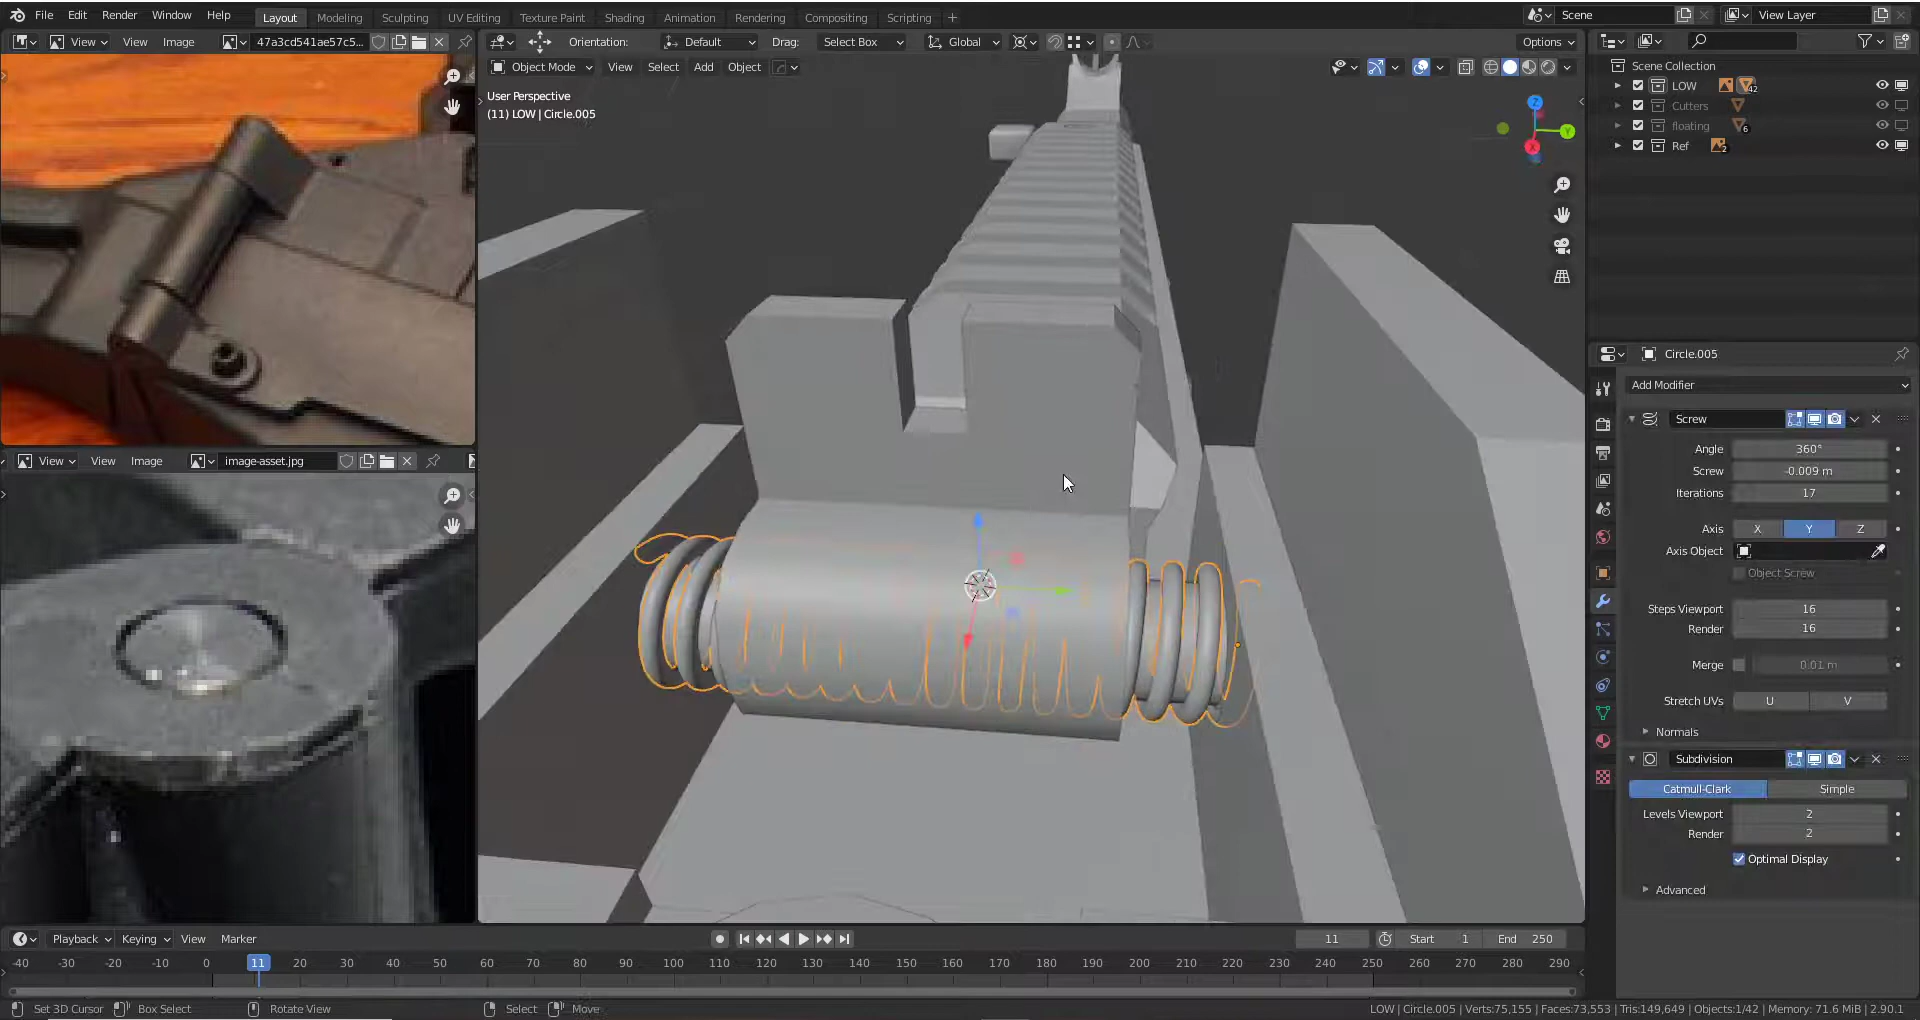 File Edit Render Window Help Layout Modeling Sculpting UV Editing Texture Paint Shading Animation Rendering Compositing Scripting + Scene View Layer
View View Image 47a3cd541ae57c5... Orientation: Default Drag: Select Box Global Options
Object Mode View Select Add Object
User Perspective
(11) LOW | Circle.005
Z
Y
X
Scene Collection
LOW 42
Cutters
floating 6
Ref 2
Circle.005
Add Modifier
Screw
Angle 360°
Screw -0.009 m
Iterations 17
Axis X Y Z
Axis Object
Object Screw
Steps Viewport 16
Render 16
Merge 0.01 m
Stretch UVs U V
Normals
Subdivision
Catmull-Clark Simple
Levels Viewport 2
Render 2
Optimal Display
Advanced
View View Image image-asset.jpg
Playback Keying View Marker 11 Start 1 End 250
-40 -30 -20 -10 0 11 20 30 40 50 60 70 80 90 100 110 120 130 140 150 160 170 180 190 200 210 220 230 240 250 260 270 280 290
Set 3D Cursor Box Select Rotate View Select Move LOW | Circle.005 | Verts:75,155 | Faces:73,553 | Tris:149,649 | Objects:1/42 | Memory: 71.6 MiB | 2.90.1